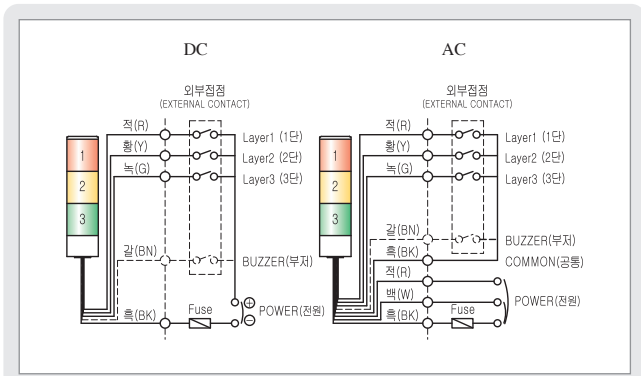 DC
외부접점
(EXTERNAL CONTACT)
적(R)
Layer1 (1단)
황(Y)
Layer2 (2단)
녹(G)
Layer3 (3단)
1
2
3
갈(BN)
BUZZER(부저)
⊕
POWER(전원)
⊖
흑(BK)
Fuse
AC
외부접점
(EXTERNAL CONTACT)
적(R)
Layer1 (1단)
황(Y)
Layer2 (2단)
녹(G)
Layer3 (3단)
1
2
3
갈(BN)
BUZZER(부저)
흑(BK)
COMMON(공통)
적(R)
백(W)
POWER(전원)
흑(BK)
Fuse